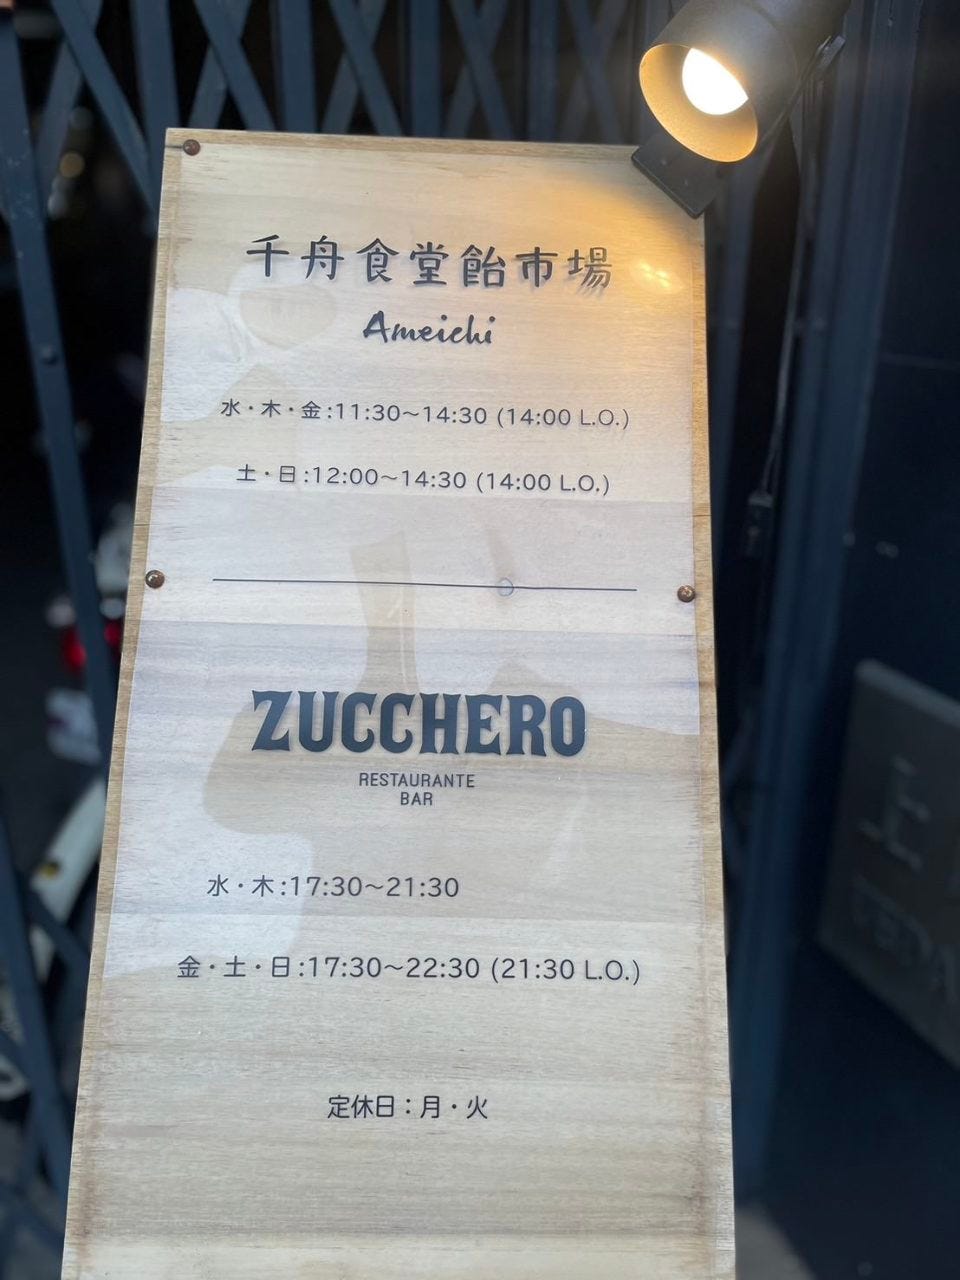 千舟食堂飴市場
Ameichi
水・木・金:11:30～14:30 (14:00 L.O.)
土・日:12:00～14:30 (14:00 L.O.)
ZUCCHERO
RESTAURANTE
BAR
水・木:17:30～21:30
金・土・日:17:30～22:30 (21:30 L.O.)
定休日：月・火